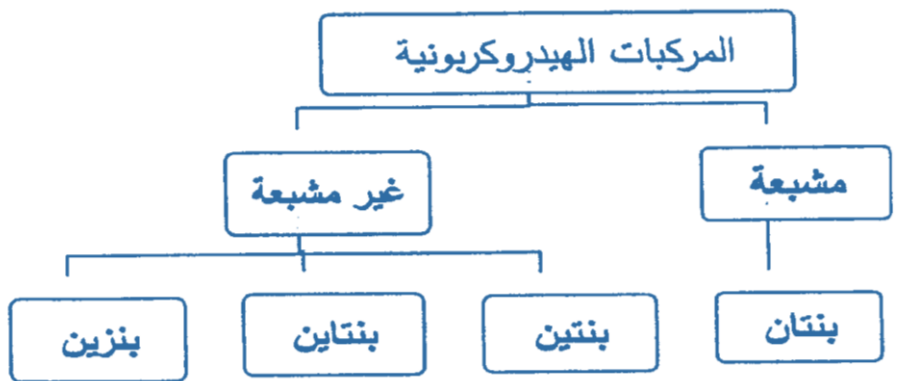 المركبات الهيدروكربونية
مشبعة
غير مشبعة
بنتان
بنتين
بنتاين
بنزين